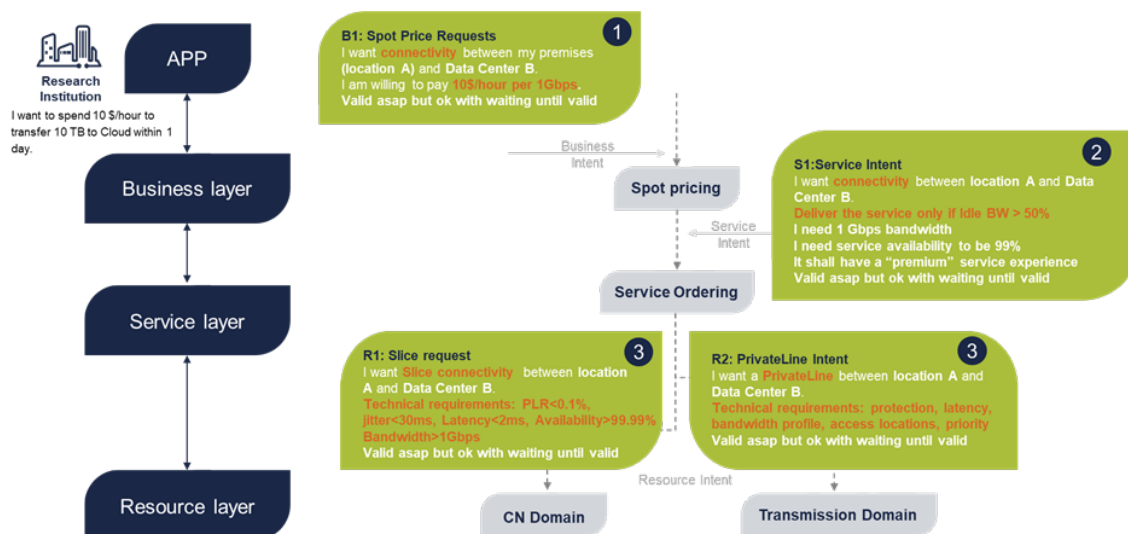 APP
Research
Institution
I want to spend 10 $/hour to
transfer 10 TB to Cloud within 1
day.
Business layer
Service layer
Resource layer
1
B1: Spot Price Requests
I want connectivity between my premises
(location A) and Data Center B.
I am willing to pay 10$/hour per 1Gbps.
Valid asap but ok with waiting until valid
Business
Intent
Spot pricing
2
S1:Service Intent
I want connectivity between location A and Data
Center B.
Deliver the service only if Idle BW > 50%
I need 1 Gbps bandwidth
I need service availability to be 99%
It shall have a “premium” service experience
Valid asap but ok with waiting until valid
Service
Intent
Service Ordering
3
R1: Slice request
I want Slice connectivity between location
A and Data Center B.
Technical requirements: PLR<0.1%,
jitter<30ms, Latency<2ms, Availability>99.99%
Bandwidth>1Gbps
Valid asap but ok with waiting until valid
3
R2: PrivateLine Intent
I want a PrivateLine between location A and
Data Center B.
Technical requirements: protection, latency,
bandwidth profile, access locations, priority
Valid asap but ok with waiting until valid
Resource Intent
CN Domain
Transmission Domain